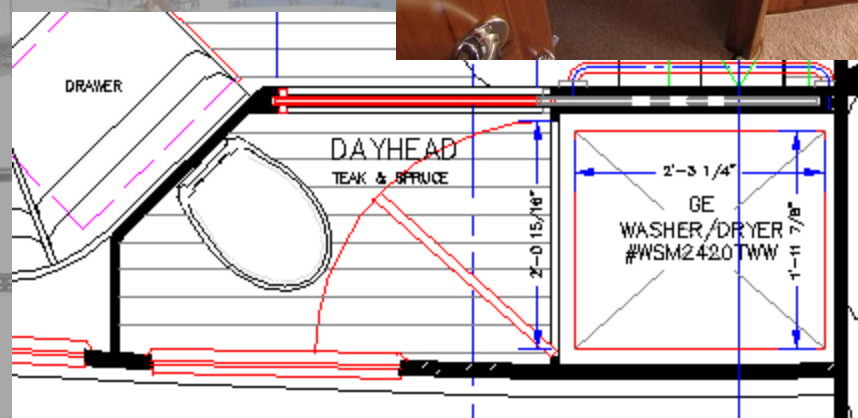 DRAWER
DAYHEAD
TEAK & SPRUCE
2'-0 15/16"
2'-3 1/4"
GE
WASHER/DRYER
#WSM2420TWW
1'-11 7/8"